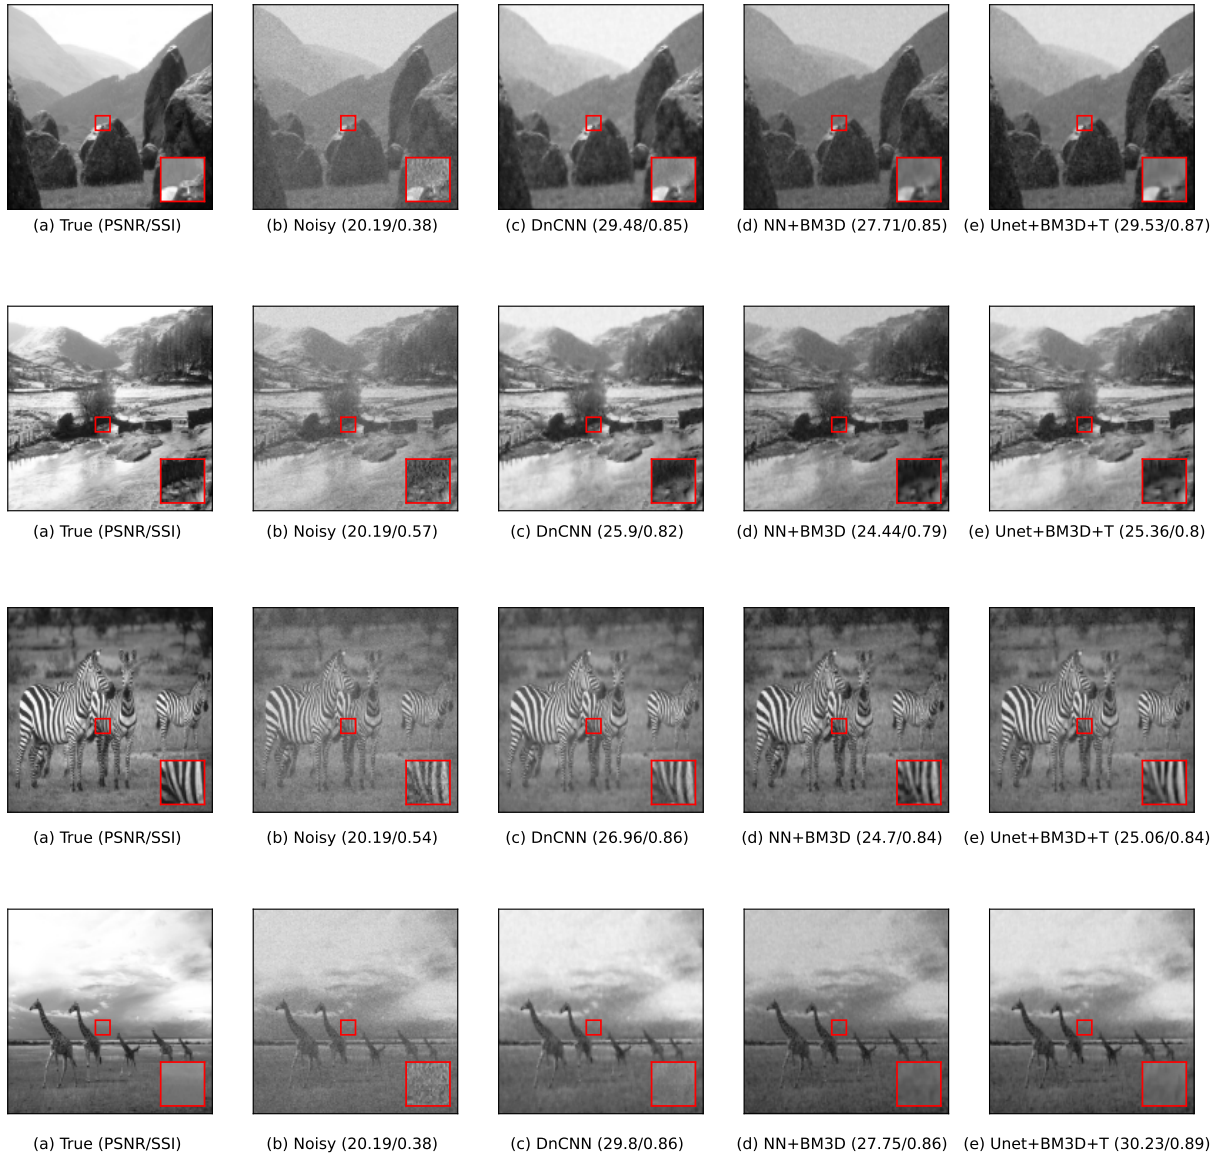 (a) True (PSNR/SSI) (b) Noisy (20.19/0.38) (c) DnCNN (29.48/0.85) (d) NN+BM3D (27.71/0.85) (e) Unet+BM3D+T (29.53/0.87)
(a) True (PSNR/SSI) (b) Noisy (20.19/0.57) (c) DnCNN (25.9/0.82) (d) NN+BM3D (24.44/0.79) (e) Unet+BM3D+T (25.36/0.8)
(a) True (PSNR/SSI) (b) Noisy (20.19/0.54) (c) DnCNN (26.96/0.86) (d) NN+BM3D (24.7/0.84) (e) Unet+BM3D+T (25.06/0.84)
(a) True (PSNR/SSI) (b) Noisy (20.19/0.38) (c) DnCNN (29.8/0.86) (d) NN+BM3D (27.75/0.86) (e) Unet+BM3D+T (30.23/0.89)